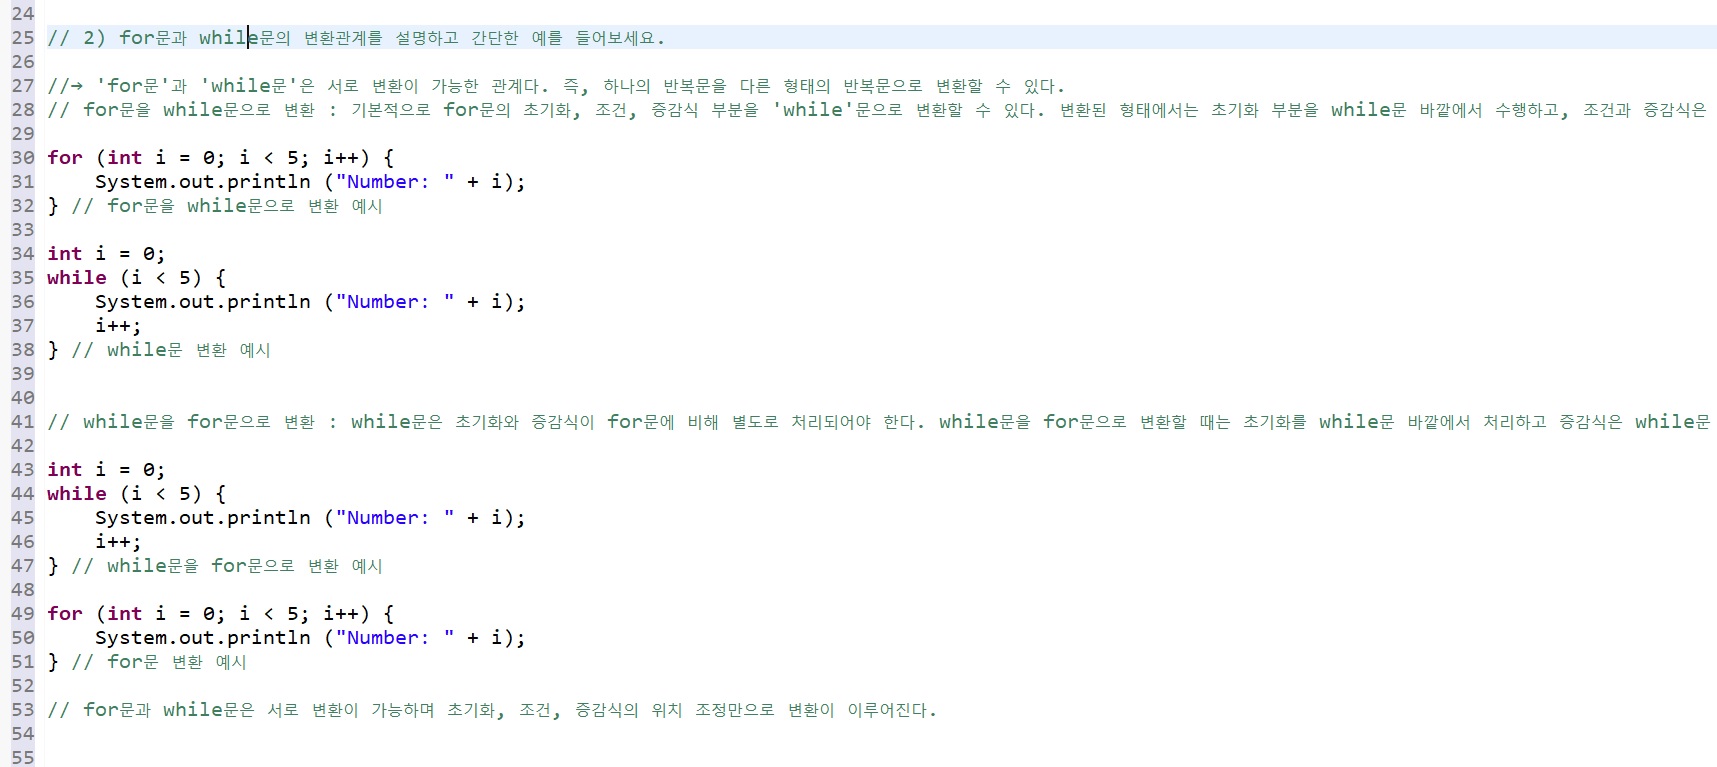 24
25 // 2) for문과 while문의 변환관계를 설명하고 간단한 예를 들어보세요.
26
27 //→ 'for문'과 'while문'은 서로 변환이 가능한 관계다. 즉, 하나의 반복문을 다른 형태의 반복문으로 변환할 수 있다.
28 // for문을 while문으로 변환 : 기본적으로 for문의 초기화, 조건, 증감식 부분을 'while'문으로 변환할 수 있다. 변환된 형태에서는 초기화 부분을 while문 바깥에서 수행하고, 조건과 증감식은
29
30 for (int i = 0; i < 5; i++) {
31     System.out.println ("Number: " + i);
32 } // for문을 while문으로 변환 예시
33
34 int i = 0;
35 while (i < 5) {
36     System.out.println ("Number: " + i);
37     i++;
38 } // while문 변환 예시
39
40
41 // while문을 for문으로 변환 : while문은 초기화와 증감식이 for문에 비해 별도로 처리되어야 한다. while문을 for문으로 변환할 때는 초기화를 while문 바깥에서 처리하고 증감식은 while문
42
43 int i = 0;
44 while (i < 5) {
45     System.out.println ("Number: " + i);
46     i++;
47 } // while문을 for문으로 변환 예시
48
49 for (int i = 0; i < 5; i++) {
50     System.out.println ("Number: " + i);
51 } // for문 변환 예시
52
53 // for문과 while문은 서로 변환이 가능하며 초기화, 조건, 증감식의 위치 조정만으로 변환이 이루어진다.
54
55